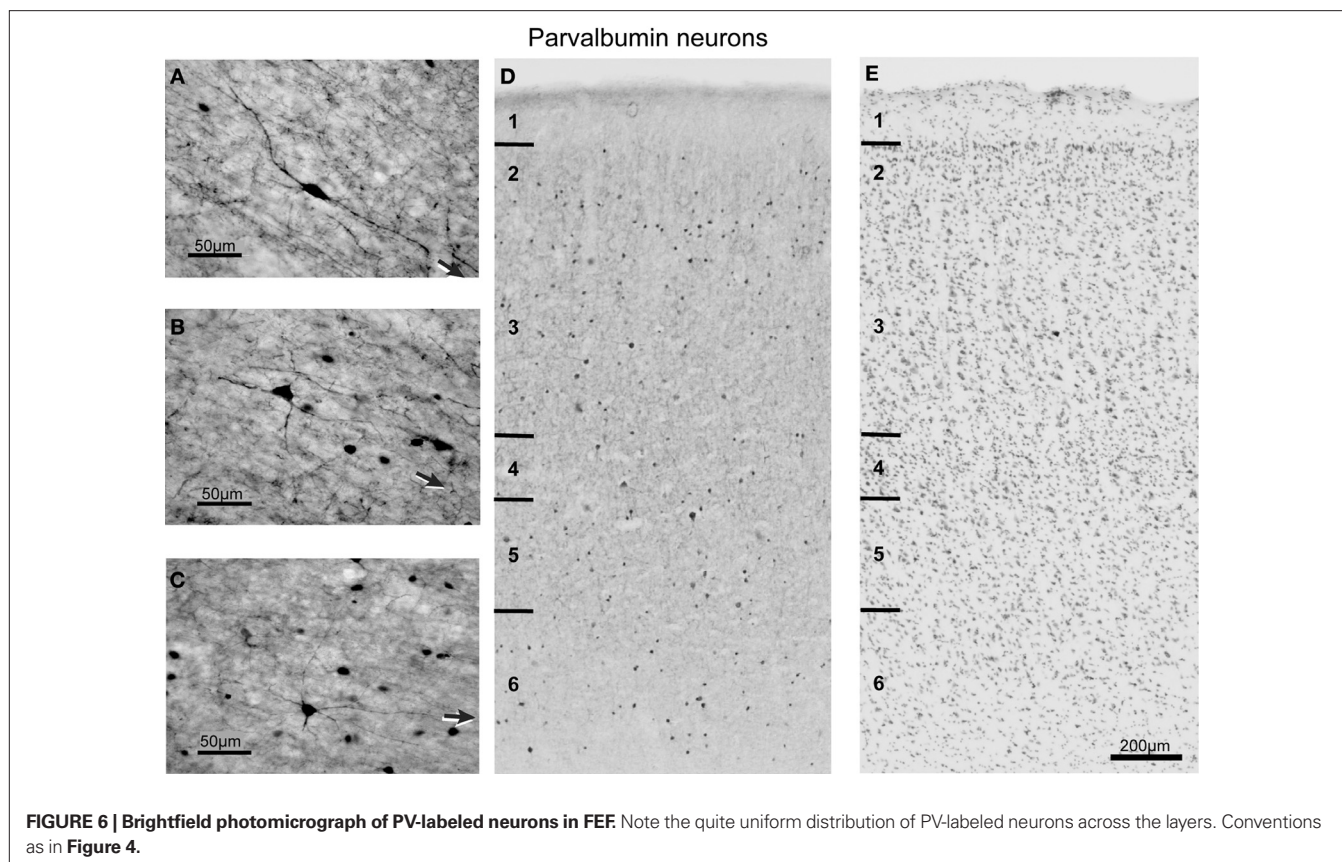 Parvalbumin neurons
A
50µm
B
50µm
C
50µm
D
1
2
3
4
5
6
E
1
2
3
4
5
6
200µm
FIGURE 6 | Brightfield photomicrograph of PV-labeled neurons in FEF. Note the quite uniform distribution of PV-labeled neurons across the layers. Conventions
as in Figure 4.